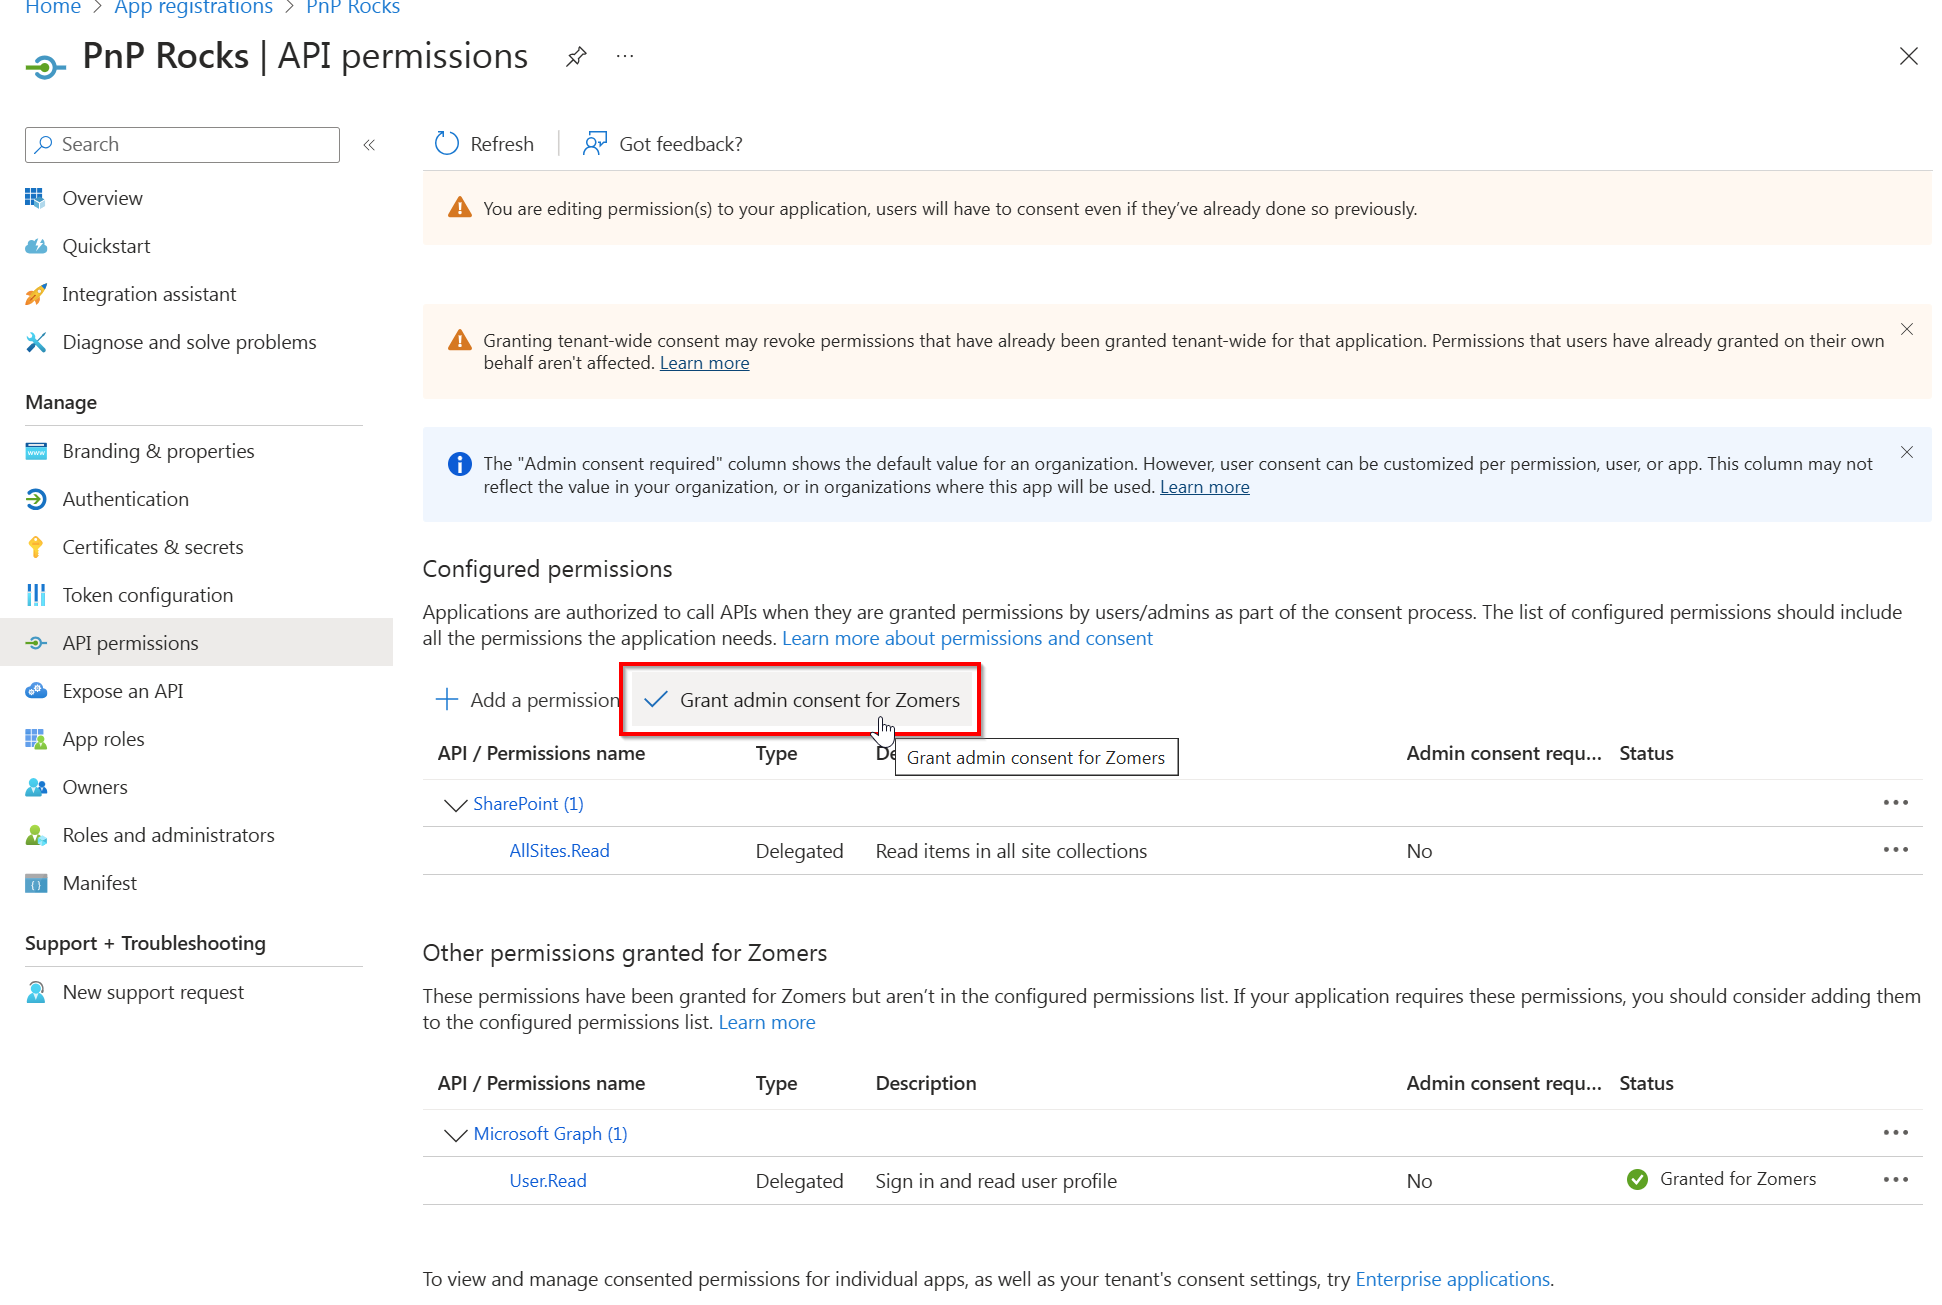 Home > App registrations > PnP Rocks
PnP Rocks | API permissions
Search
Refresh
Got feedback?
Overview
Quickstart
Integration assistant
Diagnose and solve problems
Manage
Branding & properties
Authentication
Certificates & secrets
Token configuration
API permissions
Expose an API
App roles
Owners
Roles and administrators
Manifest
Support + Troubleshooting
New support request
You are editing permission(s) to your application, users will have to consent even if they’ve already done so previously.
Granting tenant-wide consent may revoke permissions that have already been granted tenant-wide for that application. Permissions that users have already granted on their own
behalf aren't affected. Learn more
The "Admin consent required" column shows the default value for an organization. However, user consent can be customized per permission, user, or app. This column may not
reflect the value in your organization, or in organizations where this app will be used. Learn more
Configured permissions
Applications are authorized to call APIs when they are granted permissions by users/admins as part of the consent process. The list of configured permissions should include
all the permissions the application needs. Learn more about permissions and consent
Add a permission
Grant admin consent for Zomers
Grant admin consent for Zomers
API / Permissions name Type De Admin consent requ... Status
SharePoint (1)
AllSites.Read Delegated Read items in all site collections No
Other permissions granted for Zomers
These permissions have been granted for Zomers but aren’t in the configured permissions list. If your application requires these permissions, you should consider adding them
to the configured permissions list. Learn more
API / Permissions name Type Description Admin consent requ... Status
Microsoft Graph (1)
User.Read Delegated Sign in and read user profile No Granted for Zomers
To view and manage consented permissions for individual apps, as well as your tenant's consent settings, try Enterprise applications.